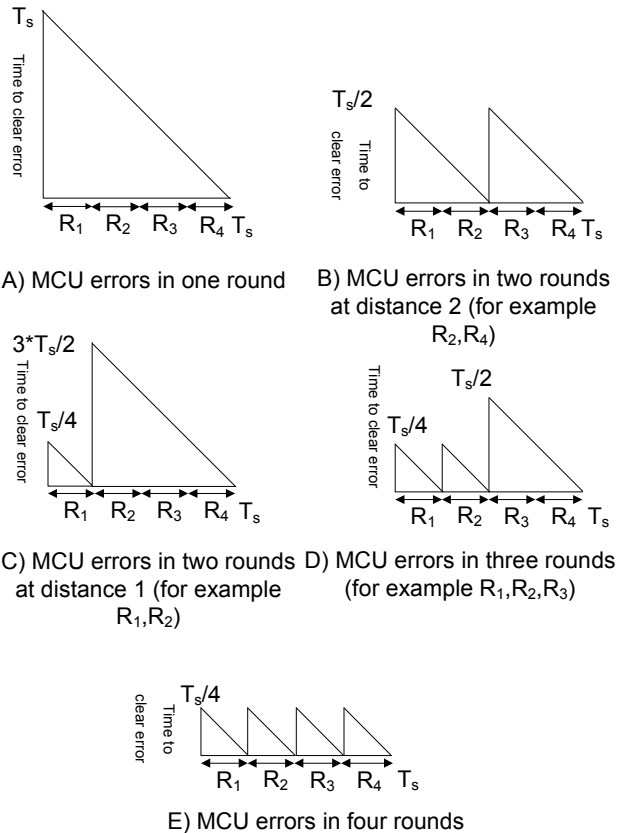 Ts
Time to clear error
R1 R2 R3 R4 Ts
A) MCU errors in one round
Ts/2
Time to
clear error
R1 R2 R3 R4 Ts
B) MCU errors in two rounds
at distance 2 (for example
R2,R4)
3*Ts/2
Time to clear error
Ts/4
R1 R2 R3 R4 Ts
C) MCU errors in two rounds
at distance 1 (for example
R1,R2)
Ts/2
Time to clear error
Ts/4
R1 R2 R3 R4 Ts
D) MCU errors in three rounds
(for example R1,R2,R3)
Ts/4
Time to
clear error
R1 R2 R3 R4 Ts
E) MCU errors in four rounds